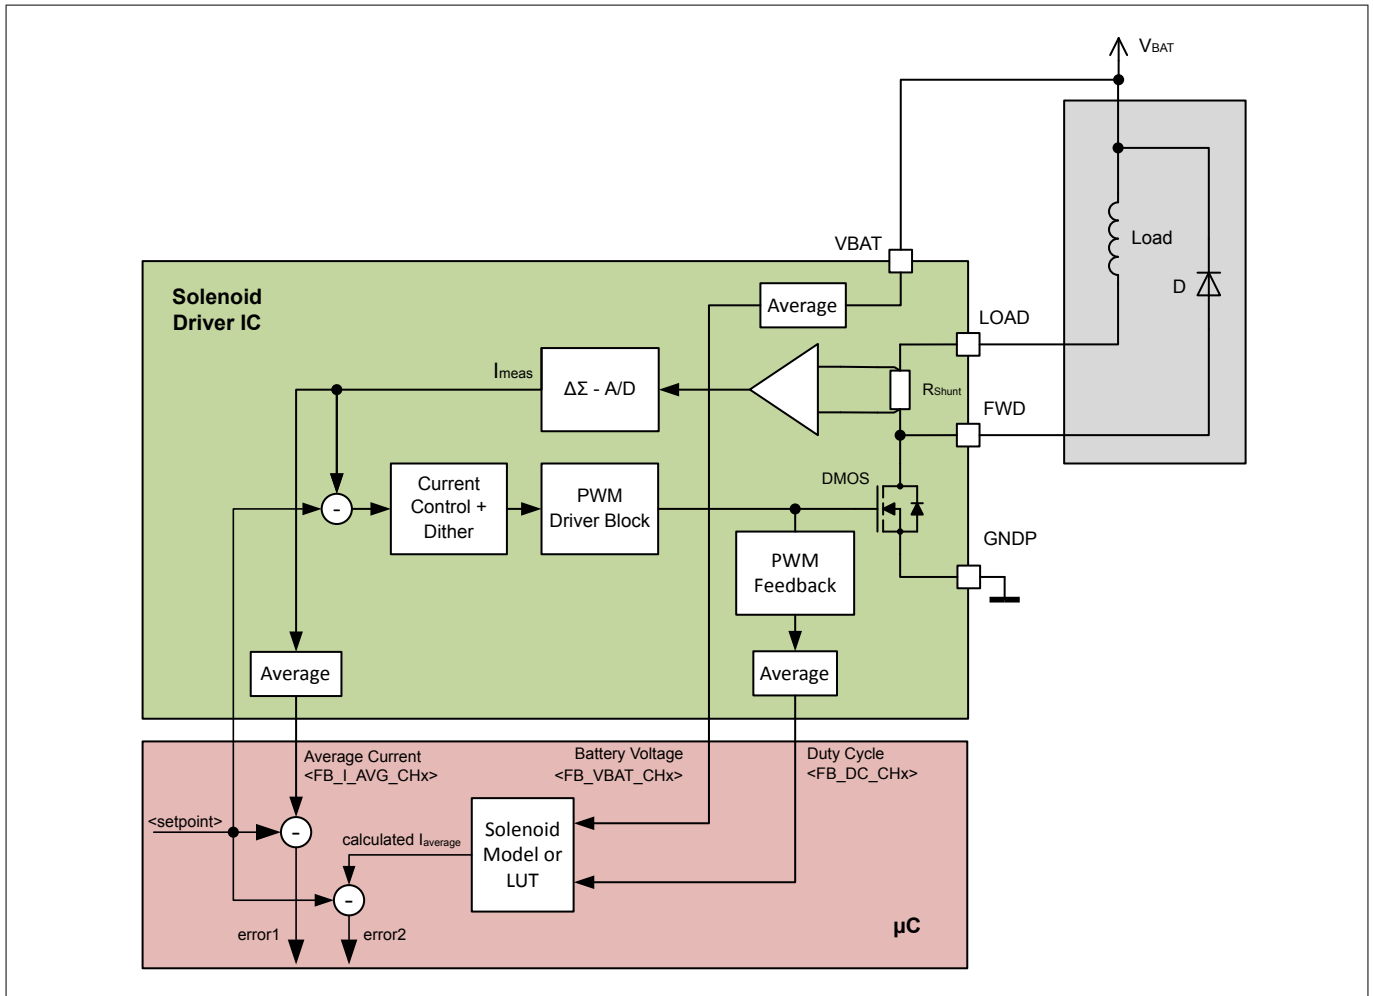 VBAT
VBAT
Solenoid
Driver IC
Average
LOAD
Load
D
Imeas
ΔΣ - A/D
RShunt
FWD
DMOS
Current
Control +
Dither
PWM
Driver Block
-
PWM
Feedback
GNDP
Average
Average
Average Current
<FB_I_AVG_CHx>
Battery Voltage
<FB_VBAT_CHx>
Duty Cycle
<FB_DC_CHx>
<setpoint>
-
calculated Iaverage
Solenoid
Model or
LUT
-
error1
error2
µC